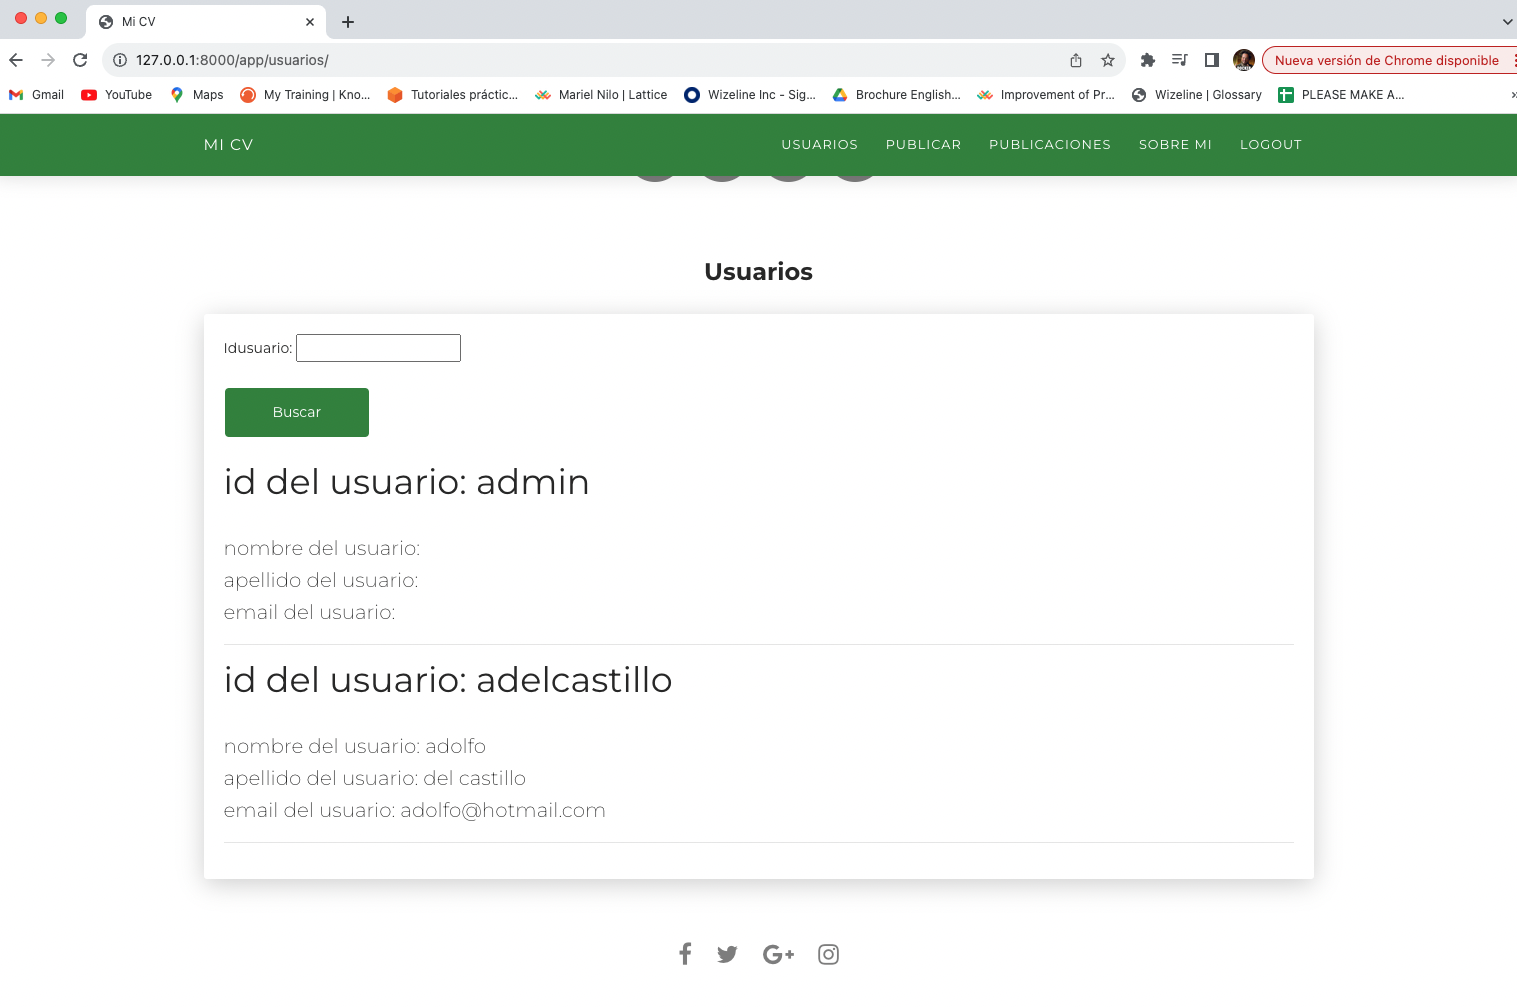 Mi CV
127.0.0.1:8000/app/usuarios/
Nueva versión de Chrome disponible
Gmail YouTube Maps My Training | Kno... Tutoriales práctic... Mariel Nilo | Lattice Wizeline Inc - Sig... Brochure English... Improvement of Pr... Wizeline | Glossary PLEASE MAKE A...
MI CV USUARIOS PUBLICAR PUBLICACIONES SOBRE MI LOGOUT
Usuarios
Idusuario:
Buscar
id del usuario: admin
nombre del usuario:
apellido del usuario:
email del usuario:
id del usuario: adelcastillo
nombre del usuario: adolfo
apellido del usuario: del castillo
email del usuario: adolfo@hotmail.com